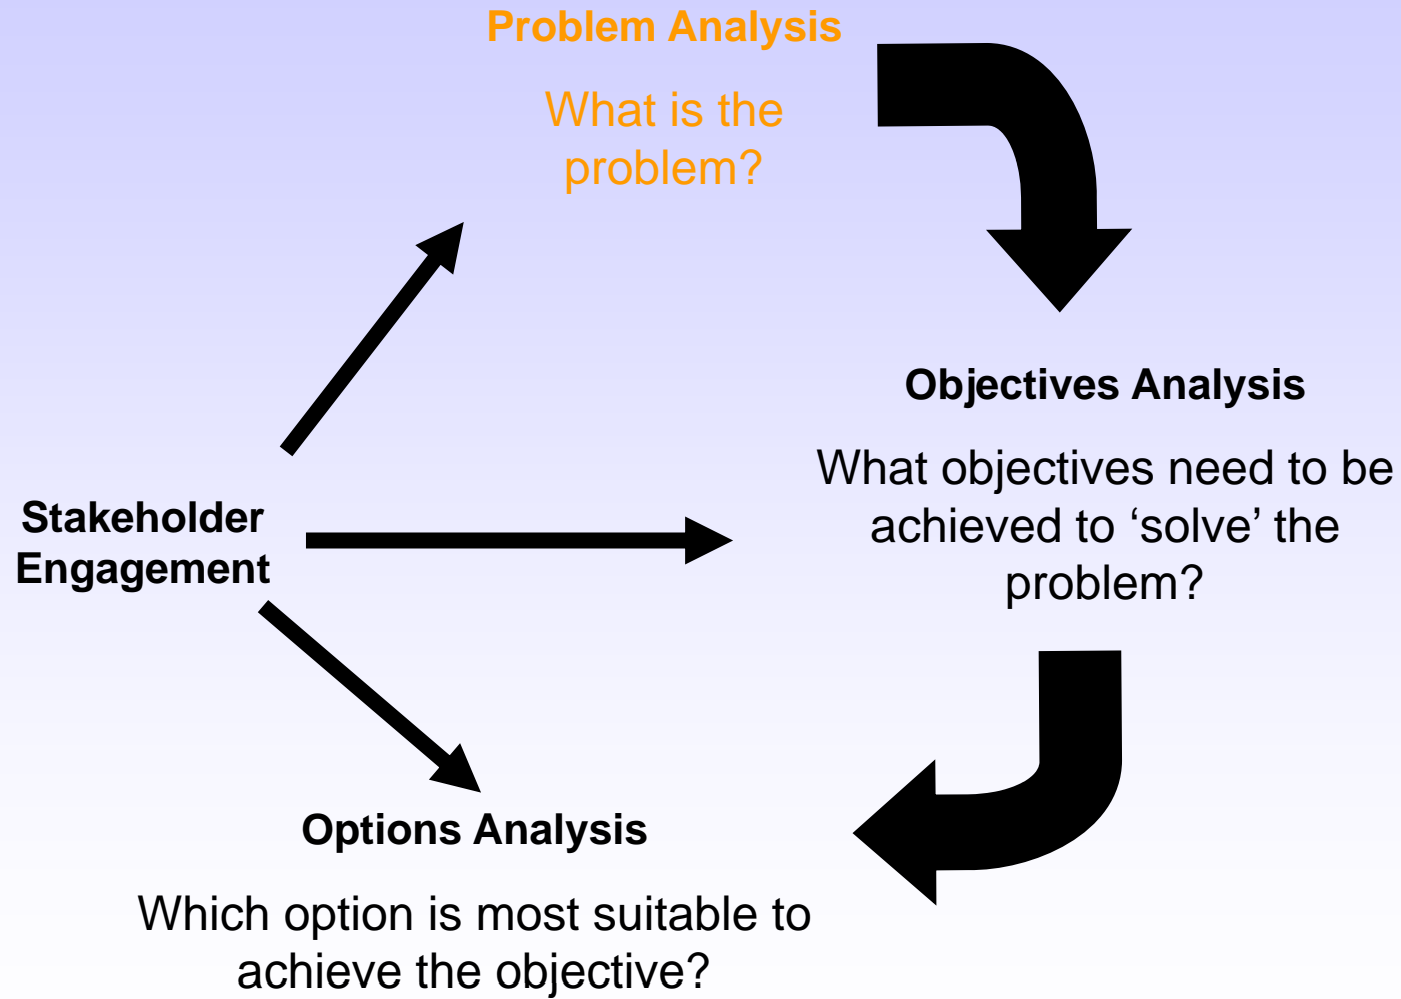 Problem Analysis
What is the
problem?
Objectives Analysis
What objectives need to be
achieved to ‘solve’ the
problem?
Stakeholder
Engagement
Options Analysis
Which option is most suitable to
achieve the objective?